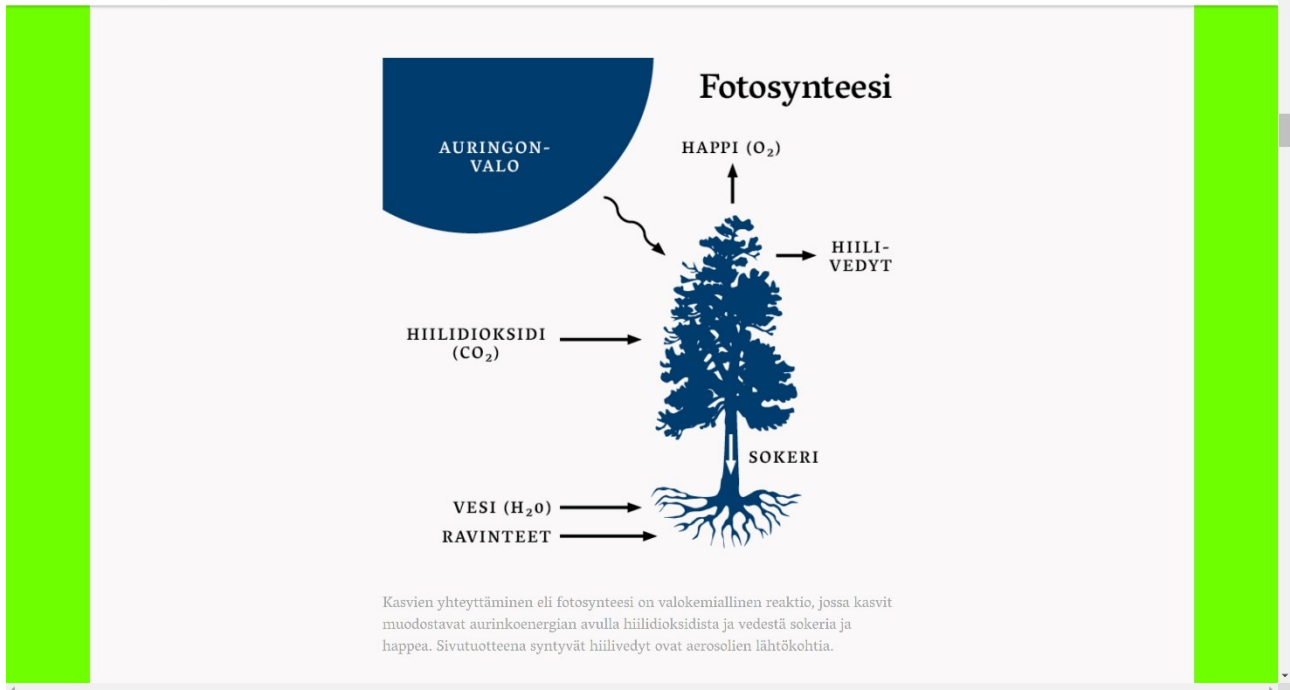 Fotosynteesi
AURINGON-
VALO
HAPPI (O₂)
HIILI-
VEDYT
HIILIDIOKSIDI
(CO₂)
SOKERI
VESI (H₂0)
RAVINTEET
Kasvien yhteyttäminen eli fotosynteesi on valokemiallinen reaktio, jossa kasvit
muodostavat aurinkoenergian avulla hiilidioksidista ja vedestä sokeria ja
happea. Sivutuotteena syntyvät hiilivedyt ovat aerosolien lähtökohtia.